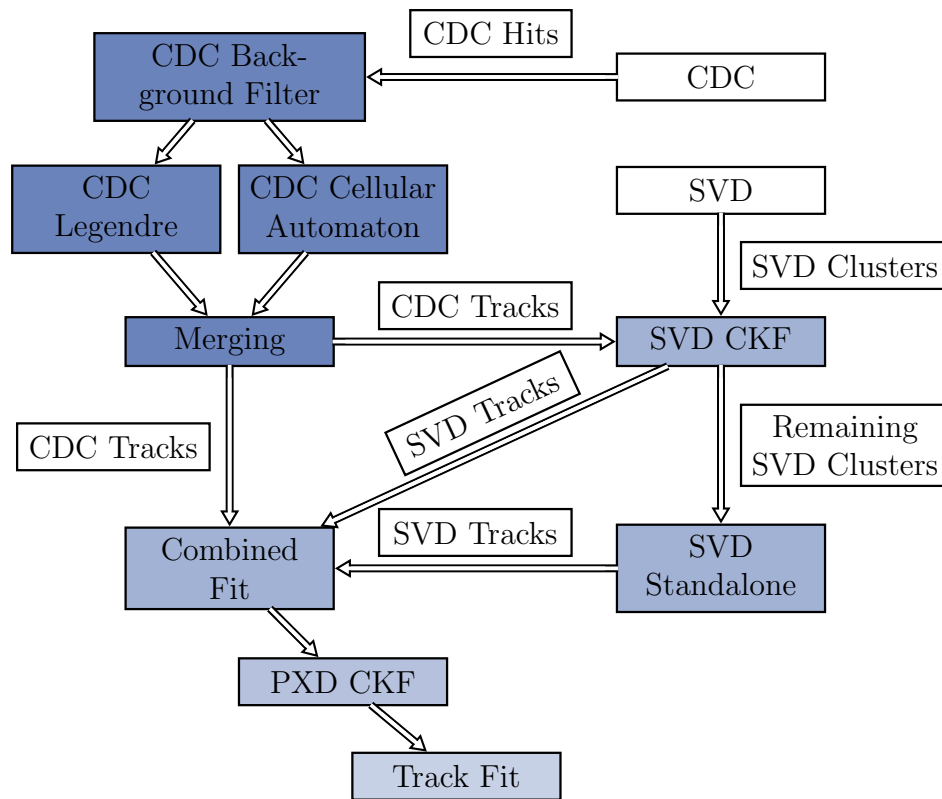 CDC Hits
CDC Back-
ground Filter
CDC
CDC
Legendre
CDC Cellular
Automaton
SVD
SVD Clusters
CDC Tracks
Merging
SVD CKF
SVD Tracks
CDC Tracks
Remaining
SVD Clusters
SVD Tracks
Combined
Fit
SVD
Standalone
PXD CKF
Track Fit